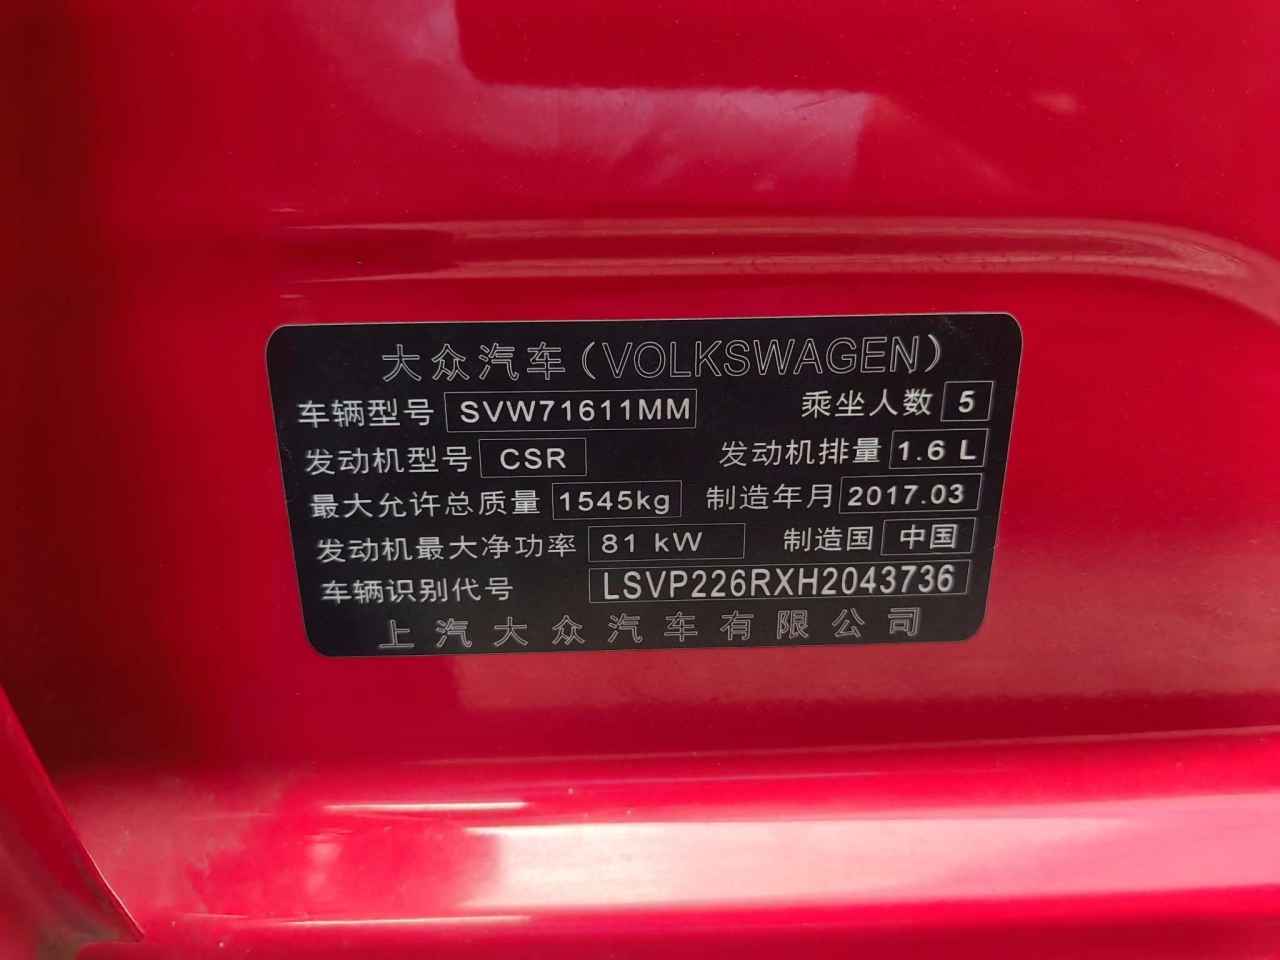 大众汽车(VOLKSWAGEN)
车辆型号 SVW71611MM 乘坐人数 5
发动机型号 CSR 发动机排量 1.6 L
最大允许总质量 1545kg 制造年月 2017.03
发动机最大净功率 81 kW 制造国 中国
车辆识别代号 LSVP226RXH2043736
上汽大众汽车有限公司